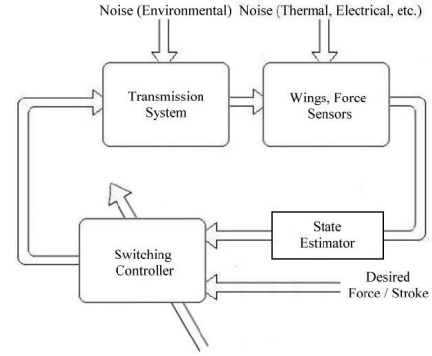 Noise (Environmental)
Noise (Thermal, Electrical, etc.)
Transmission
System
Wings, Force
Sensors
State
Estimator
Switching
Controller
Desired
Force / Stroke